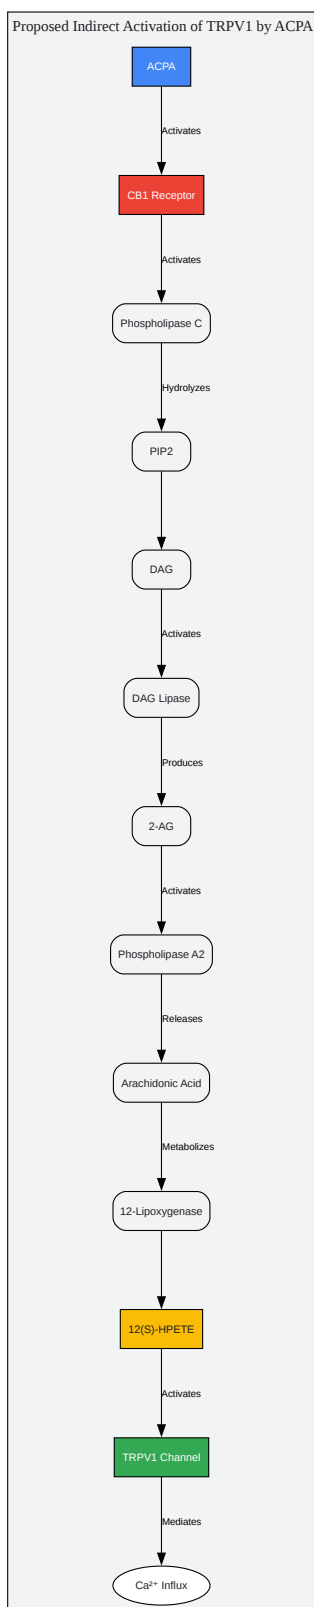 Proposed Indirect Activation of TRPV1 by ACPA
ACPA
Activates
CB1 Receptor
Activates
Phospholipase C
Hydrolyzes
PIP2
DAG
Activates
DAG Lipase
Produces
2-AG
Activates
Phospholipase A2
Releases
Arachidonic Acid
Metabolizes
12-Lipoxygenase
12(S)-HPETE
Activates
TRPV1 Channel
Mediates
Ca²⁺ Influx